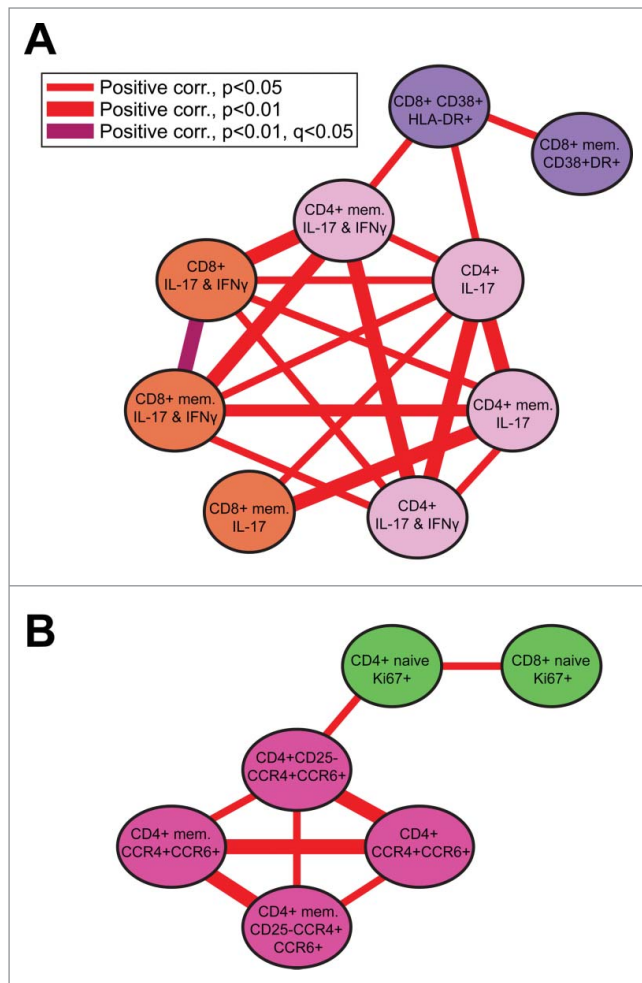 A
Positive corr., p<0.05
Positive corr., p<0.01
Positive corr., p<0.01, q<0.05
CD8+ CD38+
HLA-DR+
CD8+ mem.
CD38+DR+
CD4+ mem.
IL-17 & IFNγ
CD8+
IL-17 & IFNγ
CD4+
IL-17
CD8+ mem.
IL-17 & IFNγ
CD4+ mem.
IL-17
CD8+ mem.
IL-17
CD4+
IL-17 & IFNγ
B
CD4+ naive
Ki67+
CD8+ naive
Ki67+
CD4+CD25-
CCR4+CCR6+
CD4+ mem.
CCR4+CCR6+
CD4+
CCR4+CCR6+
CD4+ mem.
CD25-CCR4+
CCR6+